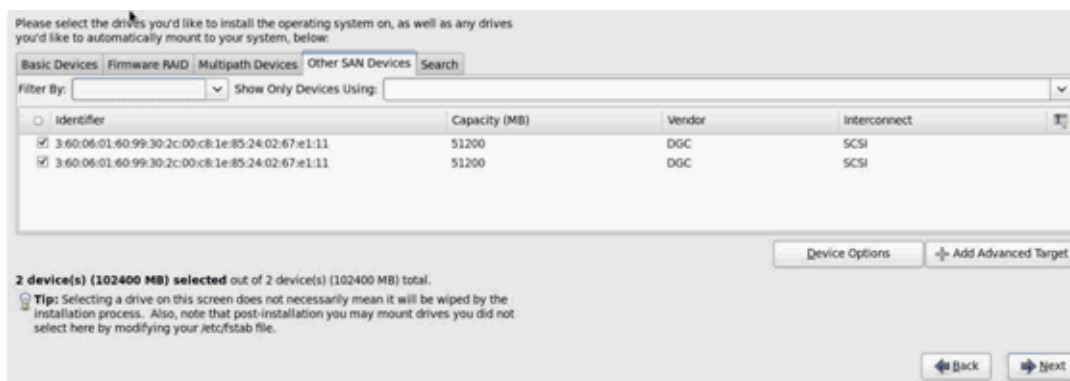 Please select the drives you'd like to install the operating system on, as well as any drives
you'd like to automatically mount to your system, below:
Basic Devices Firmware RAID Multipath Devices Other SAN Devices Search
Filter By: Show Only Devices Using:
Identifier Capacity (MB) Vendor Interconnect
3:60:06:01:60:99:30:2c:00:c8:1e:85:24:02:67:e1:11 51200 DGC SCSI
3:60:06:01:60:99:30:2c:00:c8:1e:85:24:02:67:e1:11 51200 DGC SCSI
Device Options Add Advanced Target
2 device(s) (102400 MB) selected out of 2 device(s) (102400 MB) total.
Tip: Selecting a drive on this screen does not necessarily mean it will be wiped by the
installation process. Also, note that post-installation you may mount drives you did not
select here by modifying your /etc/fstab file.
Back Next